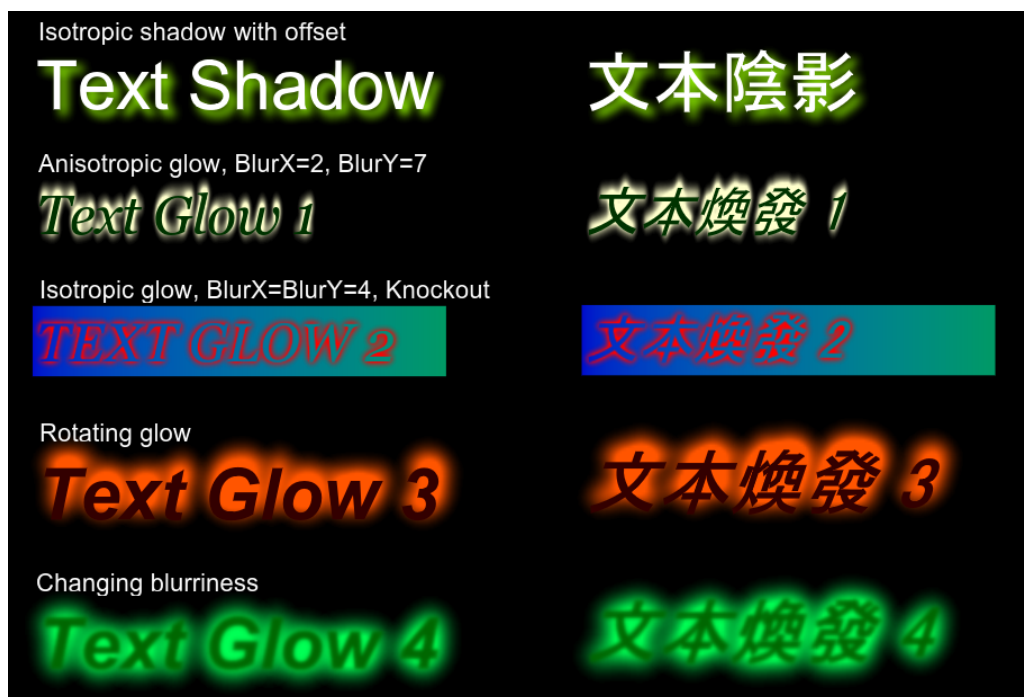 Isotropic shadow with offset
Text Shadow 文本陰影
Anisotropic glow, BlurX=2, BlurY=7
Text Glow 1 文本煥發 1
Isotropic glow, BlurX=BlurY=4, Knockout
TEXT GLOW 2 文本煥發 2
Rotating glow
Text Glow 3 文本煥發 3
Changing blurriness
Text Glow 4 文本煥發 4